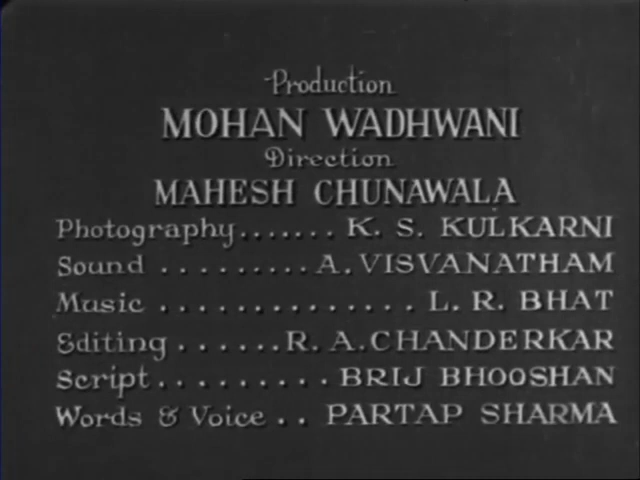 Production
MOHAN WADHWANI
Direction
MAHESH CHUNAWALA
Photography....... K. S. KULKARNI
Sound .......... A. VISVANATHAM
Music .............. L. R. BHAT
Editing ...... R. A. CHANDERKAR
Script.......... BRIJ BHOOSHAN
Words & Voice .. PARTAP SHARMA